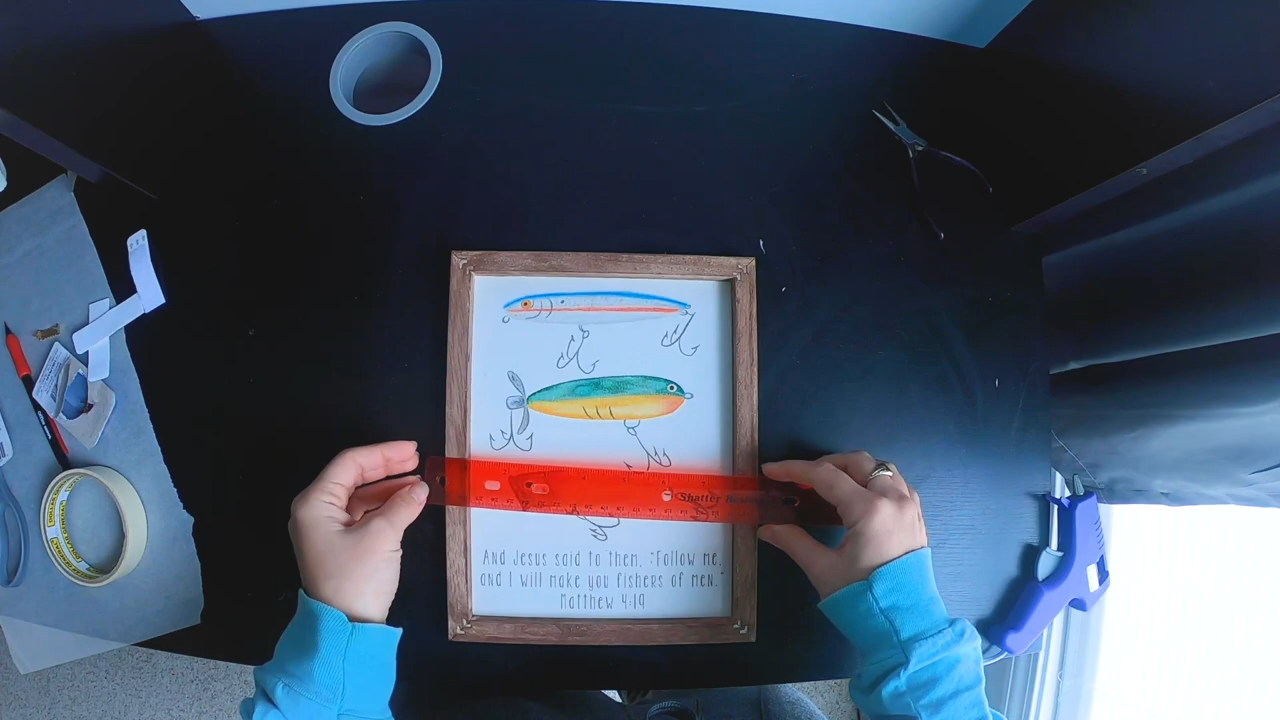 Shatter
And Jesus said to them, "Follow me,
and I will make you fishers of men."
Matthew 4:19